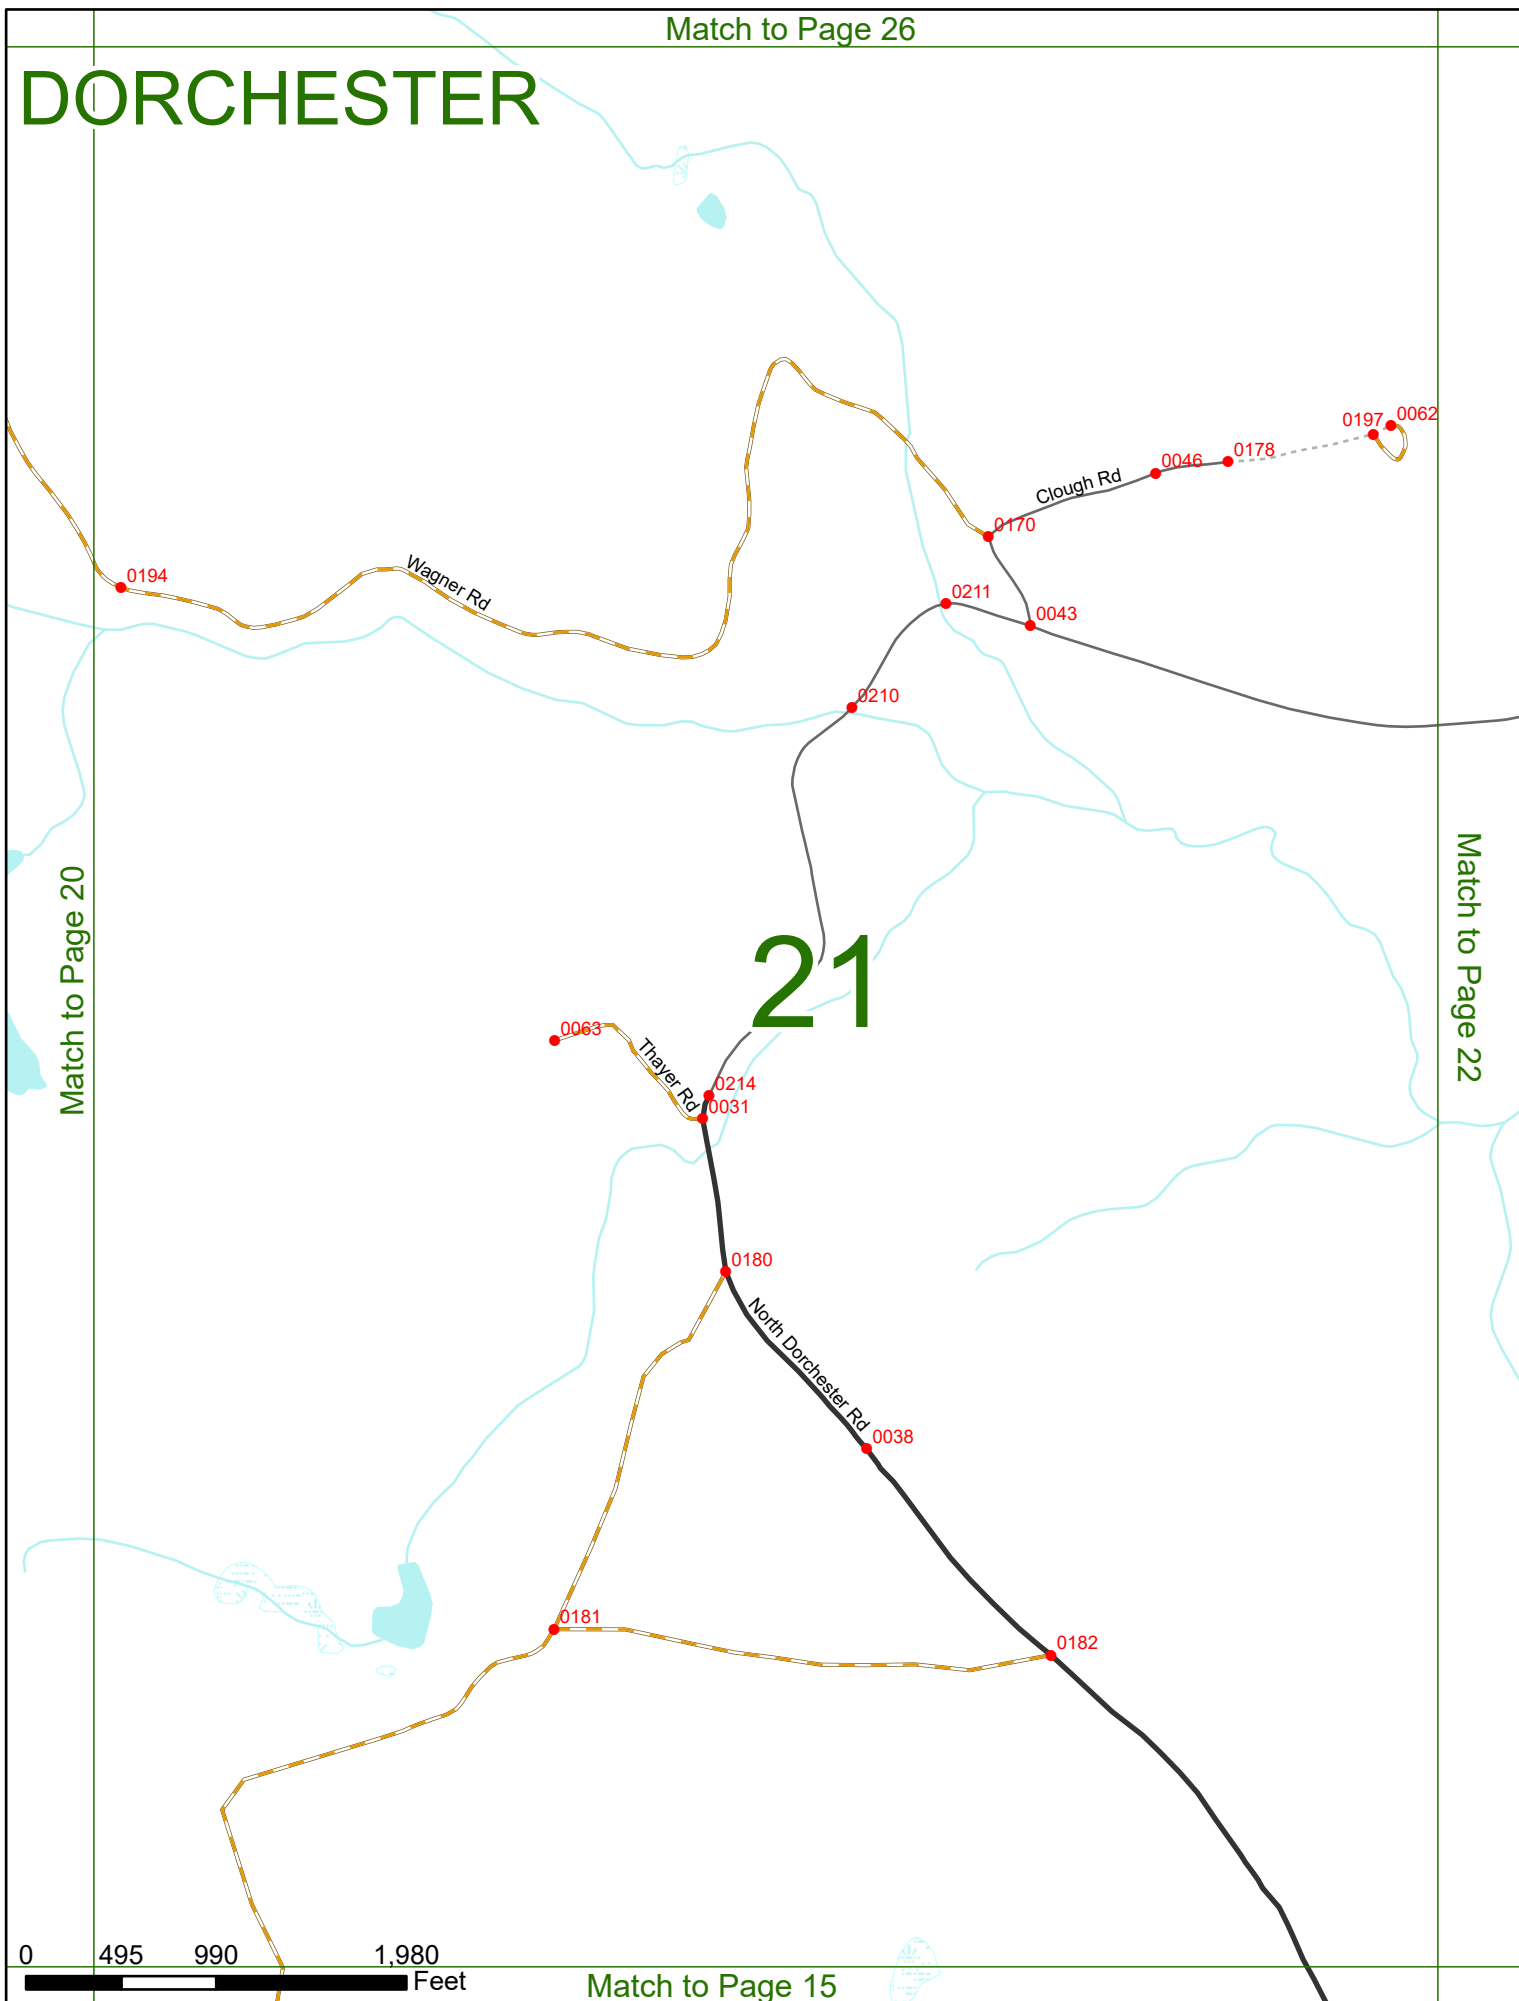 Match to Page 26
DORCHESTER
0197
0062
0046
0178
Clough Rd
0170
0194
Wagner Rd
0211
0043
0210
Match to Page 20
Match to Page 22
21
0063
Thayer Rd
0214
0031
0180
North Dorchester Rd
0038
0181
0182
0 495 990 1,980
Feet
Match to Page 15